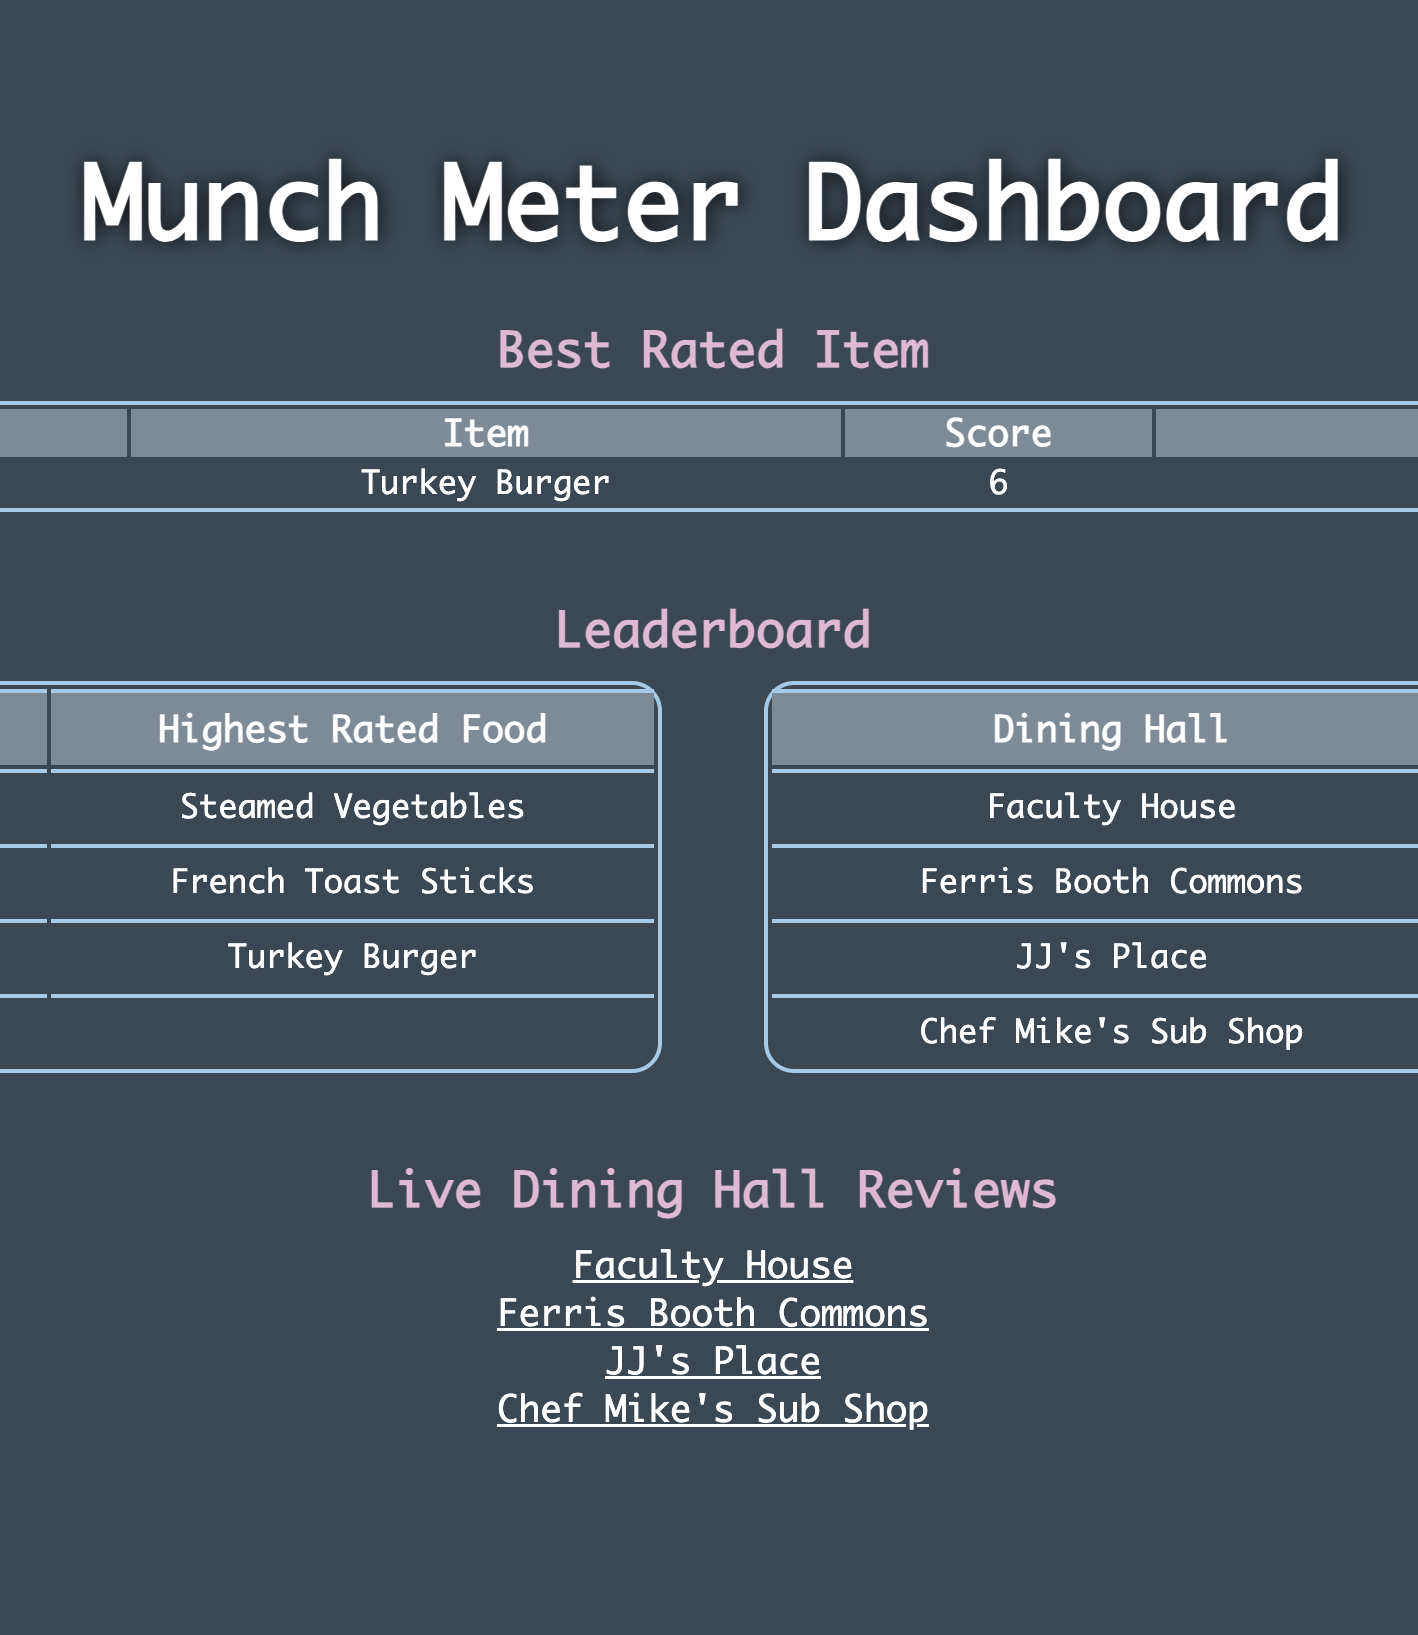 Munch Meter Dashboard
Best Rated Item
Item Score
Turkey Burger 6
Leaderboard
Highest Rated Food Dining Hall
Steamed Vegetables Faculty House
French Toast Sticks Ferris Booth Commons
Turkey Burger JJ's Place
Chef Mike's Sub Shop
Live Dining Hall Reviews
Faculty House
Ferris Booth Commons
JJ's Place
Chef Mike's Sub Shop